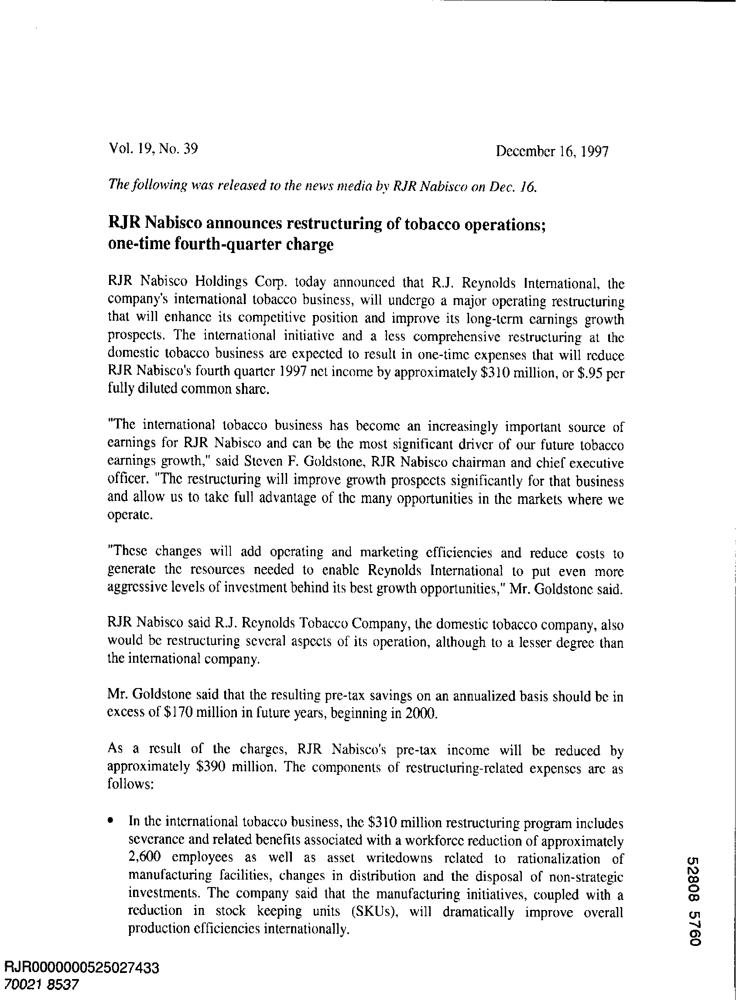 Vol. 19, No. 39
December 16, 1997
The following was released to the news media by RJR Nabisco on Dec. 16.
RJR Nabisco announces restructuring of tobacco operations;
one-time fourth-quarter charge
RJR Nabisco Holdings Corp. today announced that R.J. Reynolds International, the
company's international tobacco business, will undergo a major operating restructuring
that will enhance its competitive position and improve its long-term earnings growth
prospects. The international initiative and a less comprehensive restructuring at the
domestic tobacco business are expected to result in one-time expenses that will reduce
RJR Nabisco's fourth quarter 1997 net income by approximately $310 million, or $.95 per
fully diluted common share.
"The international tobacco business has become an increasingly important source of
earnings for RJR Nabisco and can be the most significant driver of our future tobacco
earnings growth," said Steven F. Goldstone, RJR Nabisco chairman and chief executive
officer. "The restructuring will improve growth prospects significantly for that business
and allow us to take full advantage of the many opportunities in the markets where we
operate.
"These changes will add operating and marketing efficiencies and reduce costs to
generate the resources needed to enable Reynolds International to put even more
aggressive levels of investment behind its best growth opportunities," Mr. Goldstone said.
RJR Nabisco said R.J. Reynolds Tobacco Company, the domestic tobacco company, also
would be restructuring several aspects of its operation, although to a lesser degree than
the international company.
Mr. Goldstone said that the resulting pre-tax savings on an annualized basis should be in
excess of $170 million in future years, beginning in 2000.
As a result of the charges, RJR Nabisco's pre-tax income will be reduced by
approximately $390 million. The components of restructuring-related expenses are as
follows:
• In the international tobacco business, the $310 million restructuring program includes
severance and related benefits associated with a workforce reduction of approximately
2,600 employees as well as asset writedowns related to rationalization of
manufacturing facilities, changes in distribution and the disposal of non-strategic
investments. The company said that the manufacturing initiatives, coupled with a
reduction in stock keeping units (SKUs), will dramatically improve overall
production efficiencies internationally.
52808 5760
RJR0000000525027433
70021 8537